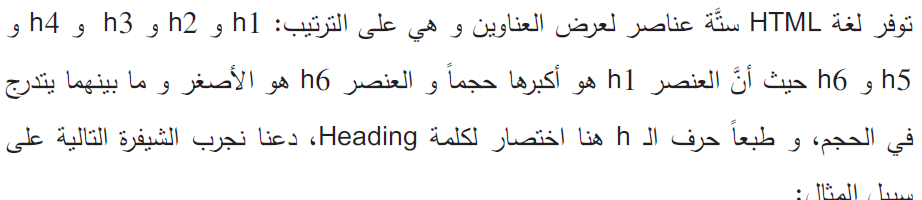 توفر لغة HTML ستَّة عناصر لعرض العناوين و هي على الترتيب: h1 و h2 و h3 و h4 و
h5 و h6 حيث أنَّ العنصر h1 هو أكبرها حجماً و العنصر h6 هو الأصغر و ما بينهما يتدرج
في الحجم، و طبعاً حرف الـ h هنا اختصار لكلمة Heading، دعنا نجرب الشيفرة التالية على
سبيل المثال: